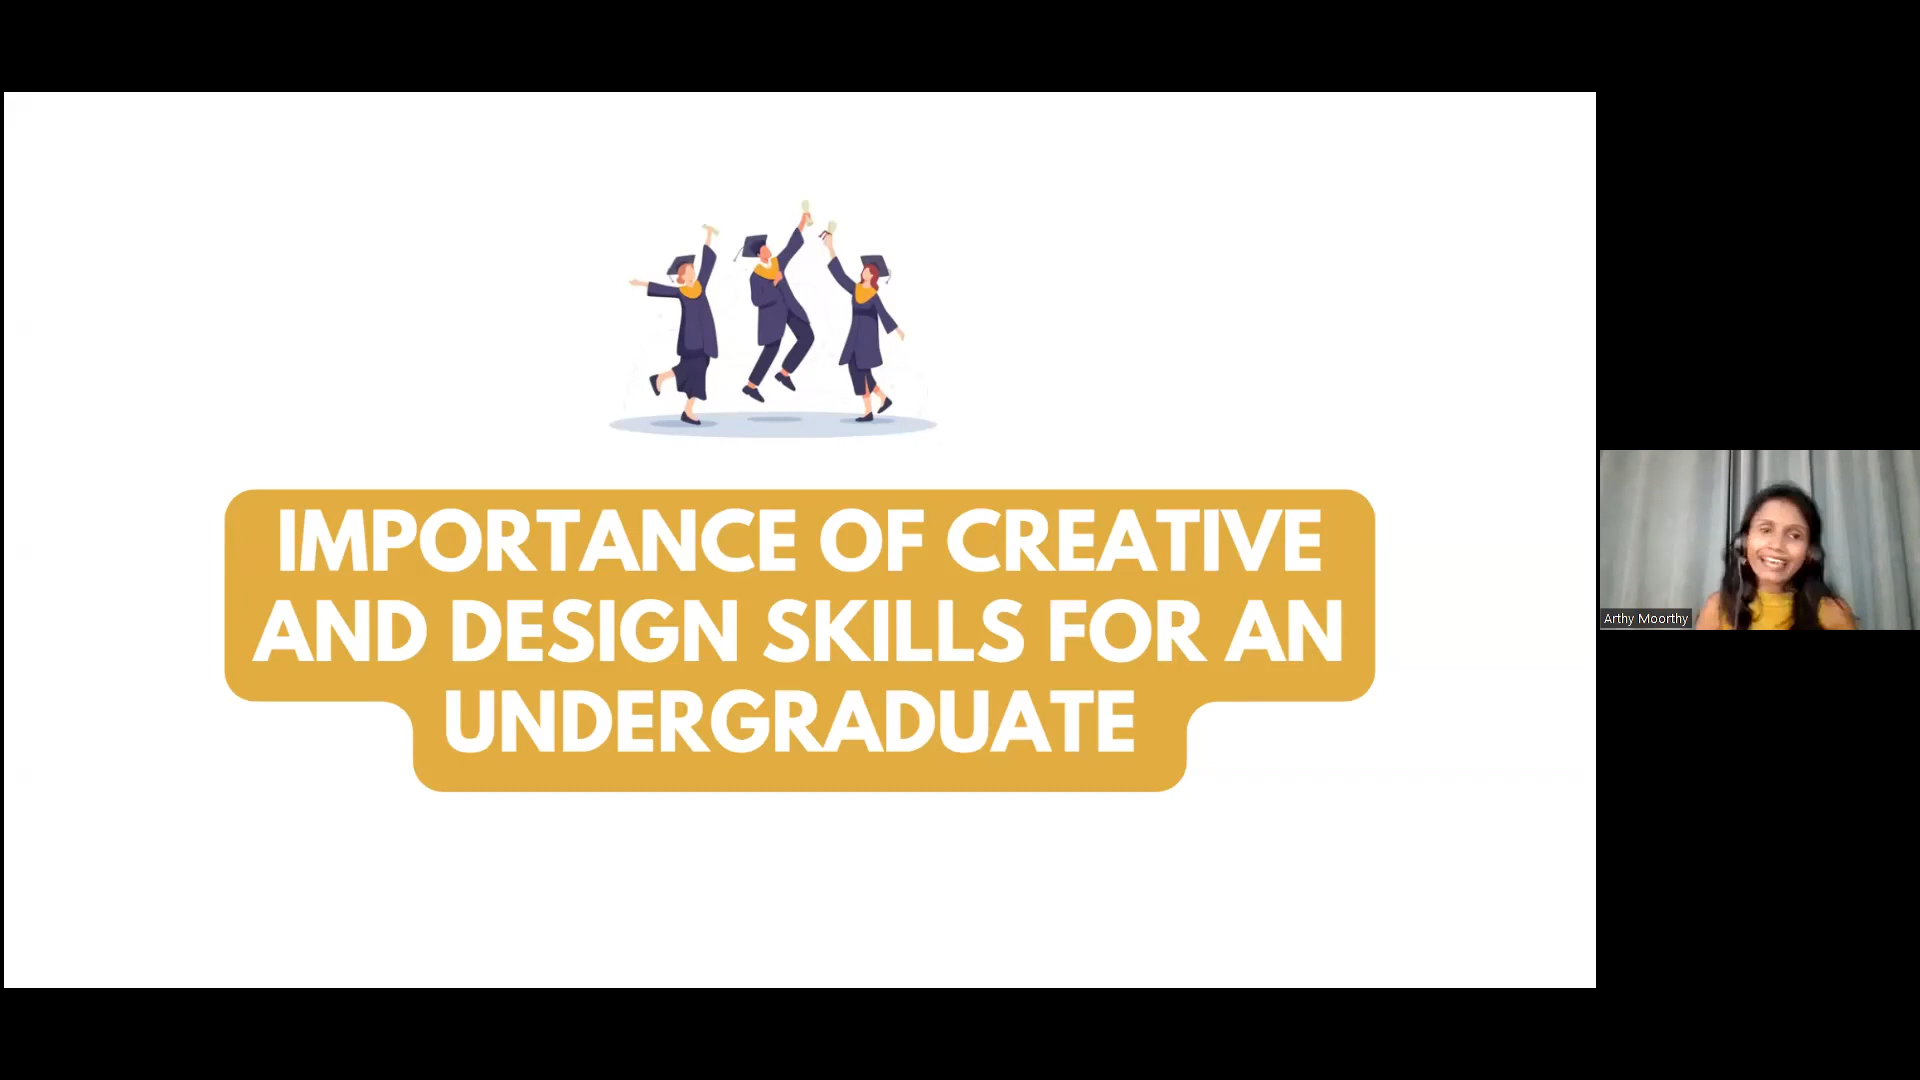 IMPORTANCE OF CREATIVE
AND DESIGN SKILLS FOR AN
UNDERGRADUATE
Arthy Moorthy